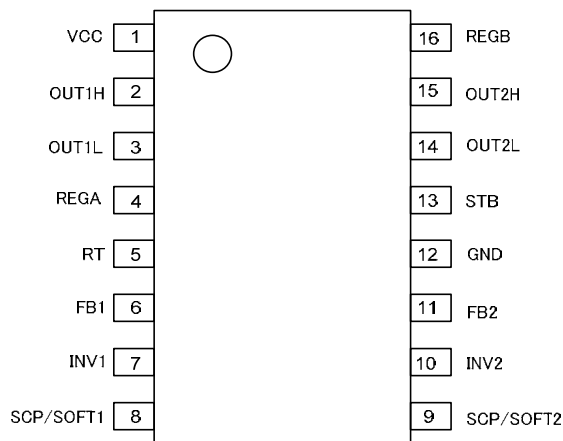 VCC 1 16 REGB
OUT1H 2 15 OUT2H
OUT1L 3 14 OUT2L
REGA 4 13 STB
RT 5 12 GND
FB1 6 11 FB2
INV1 7 10 INV2
SCP/SOFT1 8 9 SCP/SOFT2